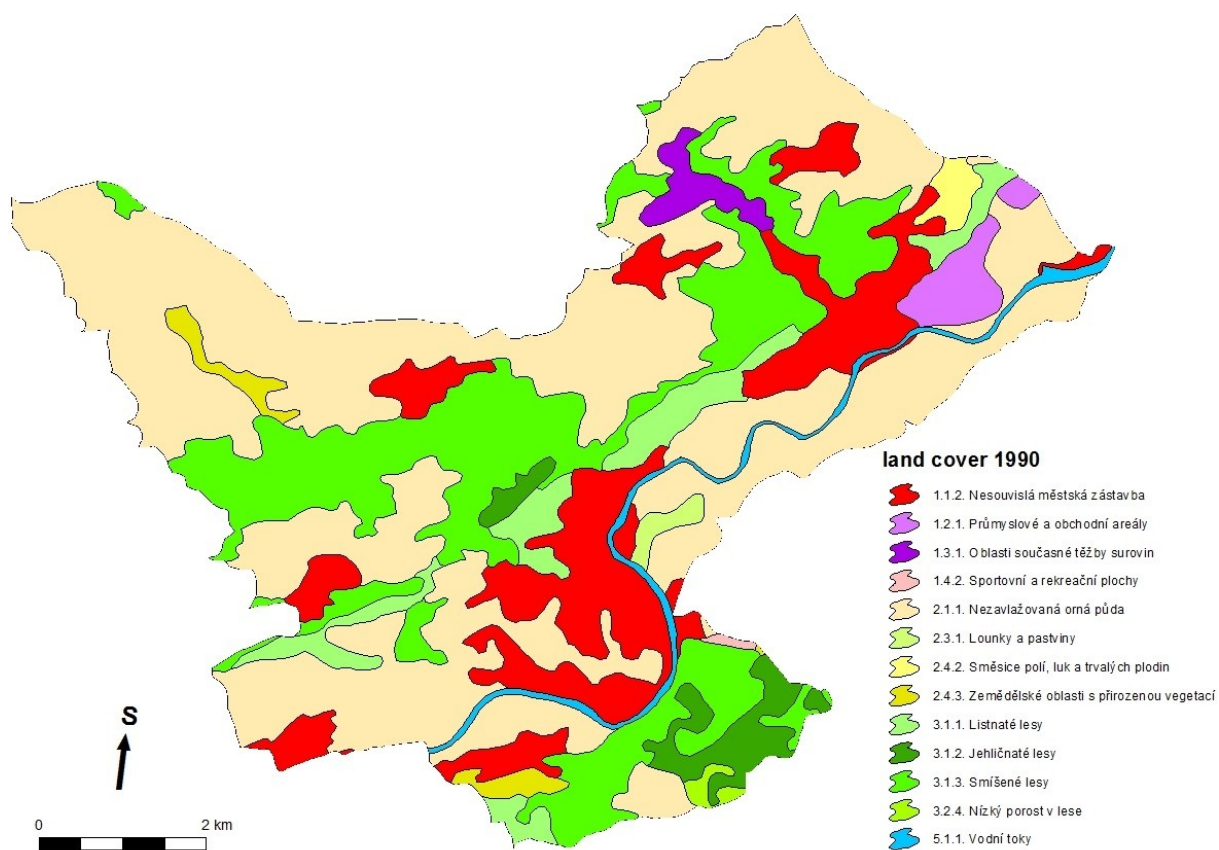 land cover 1990
1.1.2. Nesouvislá městská zástavba
1.2.1. Průmyslové a obchodní areály
1.3.1. Oblasti současné těžby surovin
1.4.2. Sportovní a rekreační plochy
2.1.1. Nezavlažovaná orná půda
2.3.1. Lounky a pastviny
2.4.2. Směsice polí, luk a trvalých plodin
2.4.3. Zemědělské oblasti s přirozenou vegetací
3.1.1. Listnaté lesy
3.1.2. Jehličnaté lesy
3.1.3. Smíšené lesy
3.2.4. Nízký porost v lese
5.1.1. Vodní toky
S
0 2 km